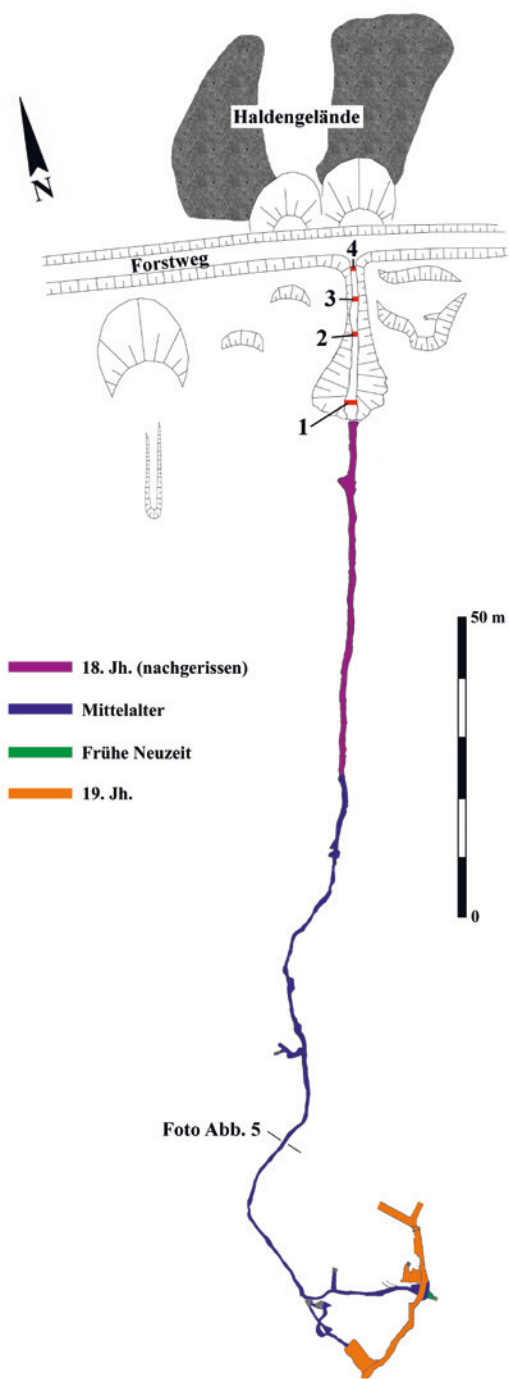 Haldengelände
N
Forstweg
4
3
2
1
50 m
18. Jh. (nachgerissen)
Mittelalter
Frühe Neuzeit
19. Jh.
0
Foto Abb. 5